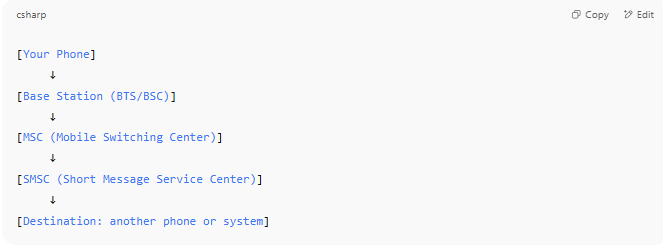 csharp
Copy
Edit
[Your Phone]
↓
[Base Station (BTS/BSC)]
↓
[MSC (Mobile Switching Center)]
↓
[SMSC (Short Message Service Center)]
↓
[Destination: another phone or system]